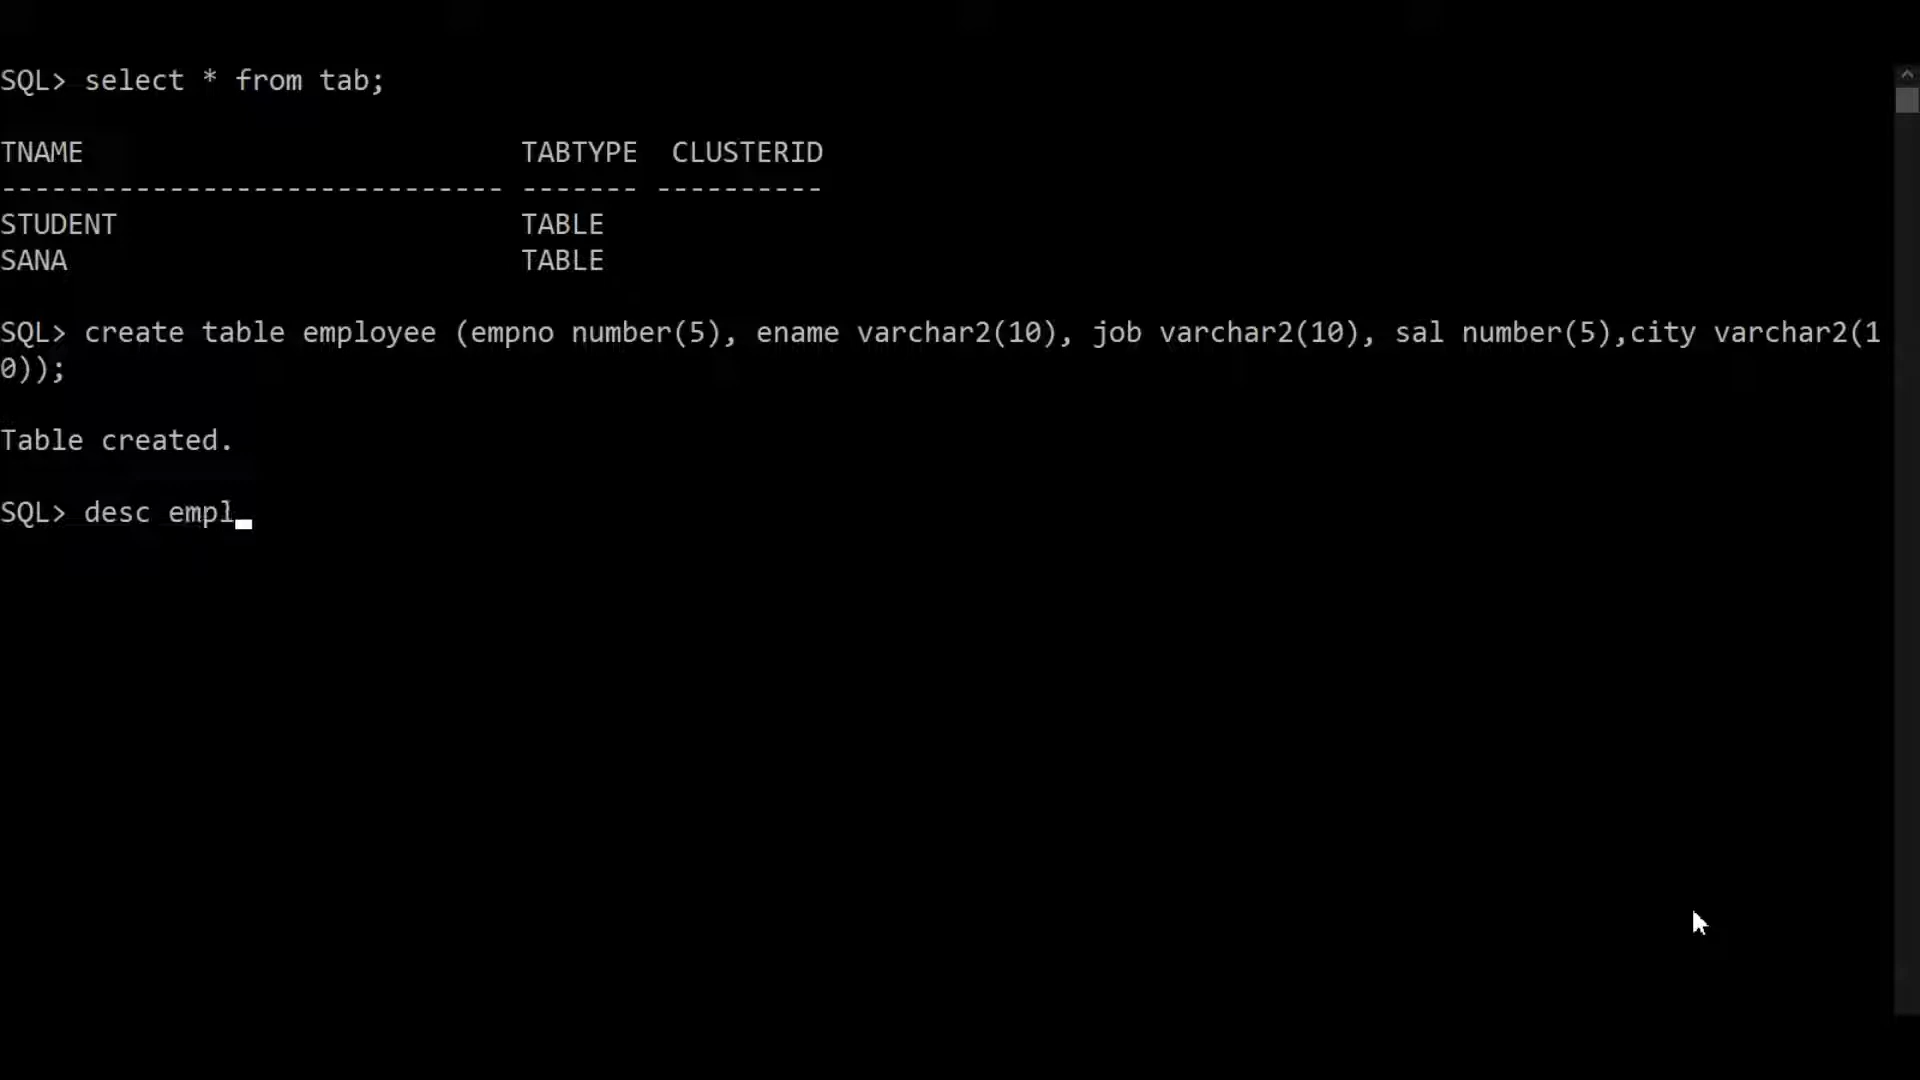 SQL> select * from tab;
TNAME TABTYPE CLUSTERID
------------------------------ ------- ----------
STUDENT TABLE
SANA TABLE
SQL> create table employee (empno number(5), ename varchar2(10), job varchar2(10), sal number(5),city varchar2(1
0));
Table created.
SQL> desc empl